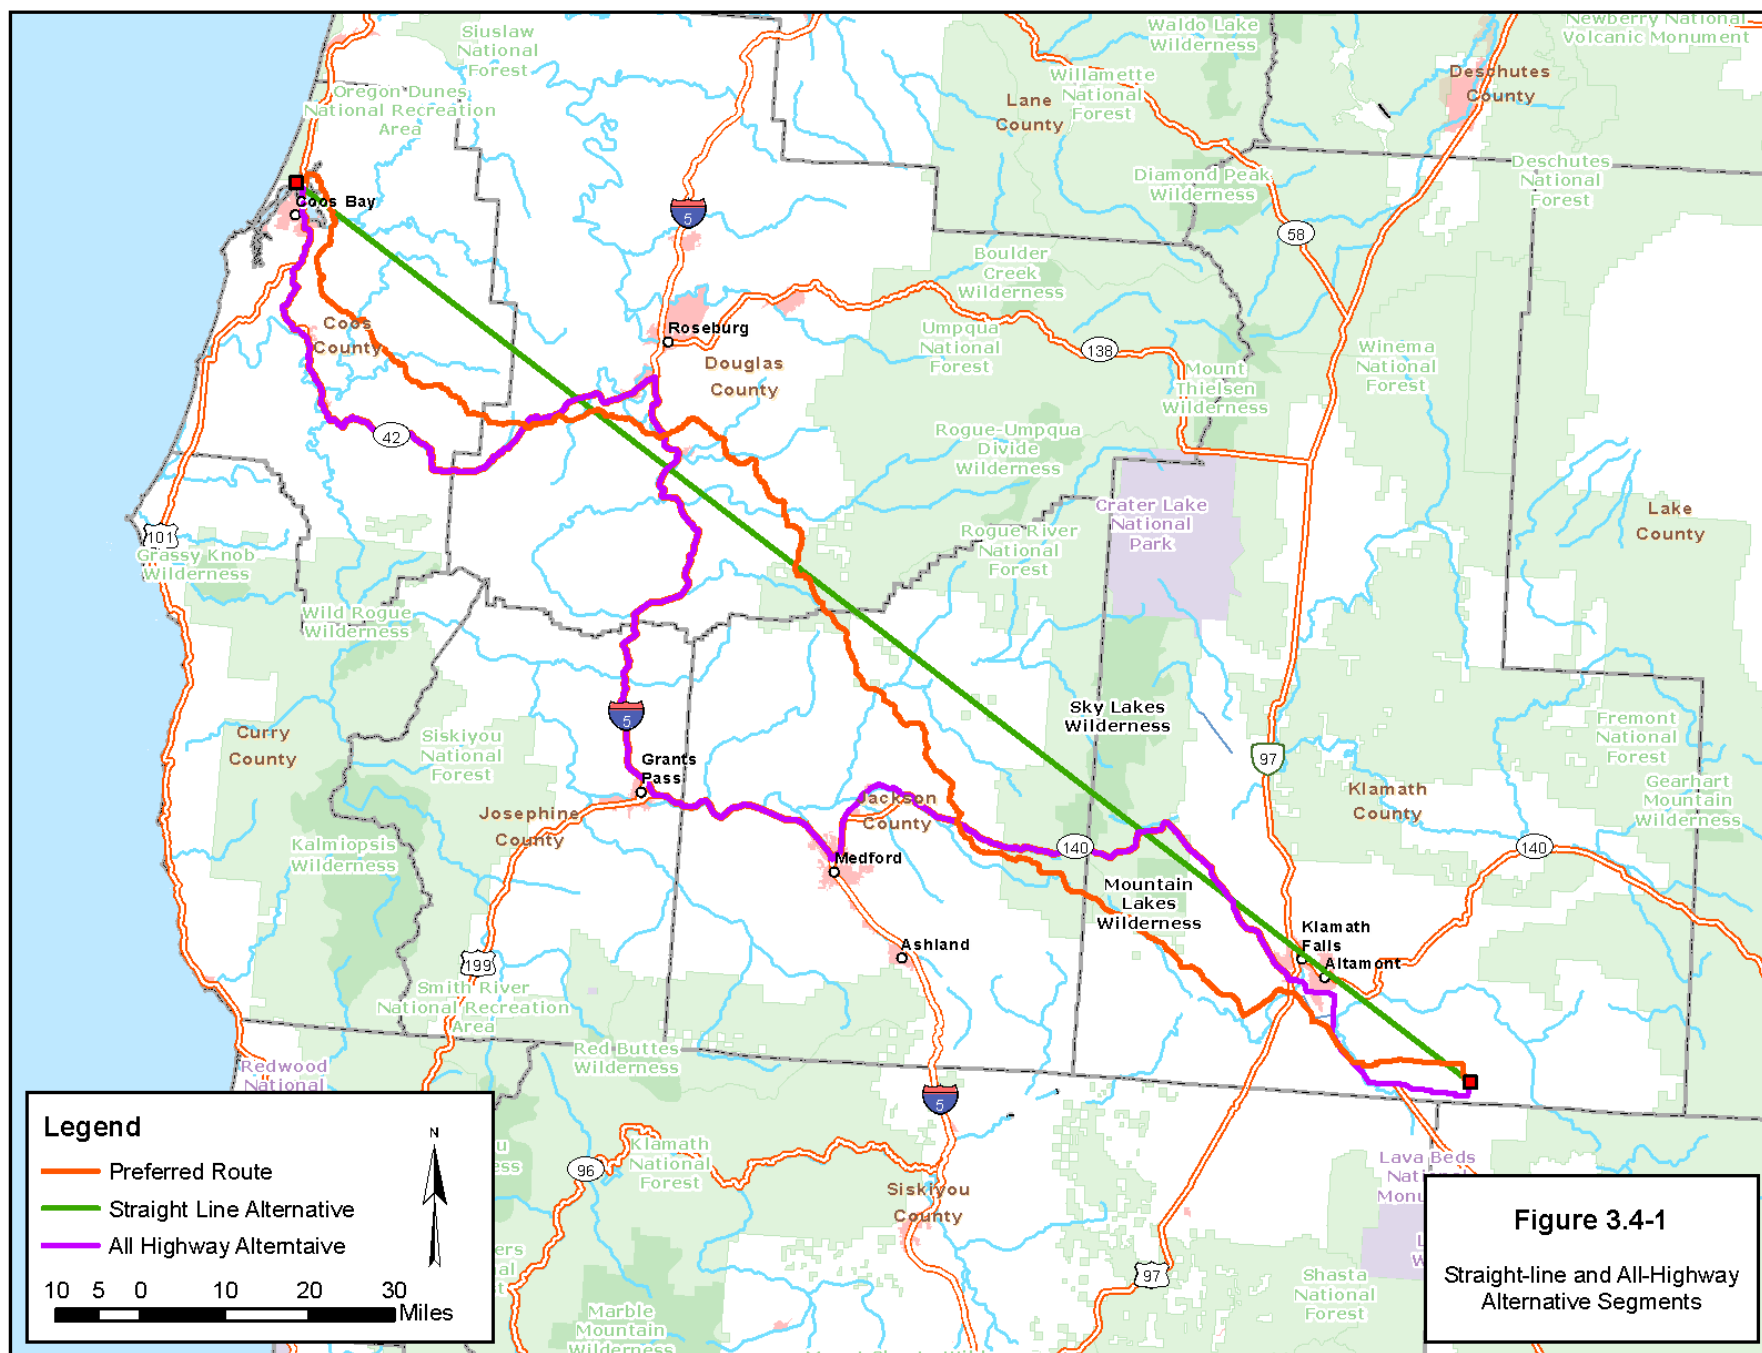 Siuslaw
National
Forest
Waldo Lake
Wilderness
Newberry National
Volcanic Monument
Oregon Dunes
National Recreation
Area
Willamette
National
Forest
Lane
County
Deschutes
County
Diamond Peak
Wilderness
Deschutes
National
Forest
Coos Bay
5
58
Boulder
Creek
Wilderness
Roseburg
Coos
County
Douglas
County
Umpqua
National
Forest
138
Mount
Thielsen
Wilderness
Winema
National
Forest
42
Rogue-Umpqua
Divide
Wilderness
Crater Lake
National
Park
Lake
County
101
Grassy Knob
Wilderness
Rogue River
National
Forest
Wild Rogue
Wilderness
Sky Lakes
Wilderness
Curry
County
Siskiyou
National
Forest
5
Fremont
National
Forest
97
Grants
Pass
Gearhart
Mountain
Wilderness
Klamath
County
Josephine
County
Jackson
County
Kalmiopsis
Wilderness
Medford
140
140
Mountain
Lakes
Wilderness
Klamath
Falls
Altamont
Ashland
199
Smith River
National Recreation
Area
Red Buttes
Wilderness
Redwood
National
5
Legend
N
Preferred Route
Straight Line Alternative
All Highway Alterntaive
10 5 0 10 20 30
Miles
u
ess
ers
al
st
96
Klamath
National
Forest
Siskiyou
County
Lava Beds
Nat
Monu
L
W
97
Shasta
National
Forest
Marble
Mountain
Wilderness
Figure 3.4-1
Straight-line and All-Highway
Alternative Segments